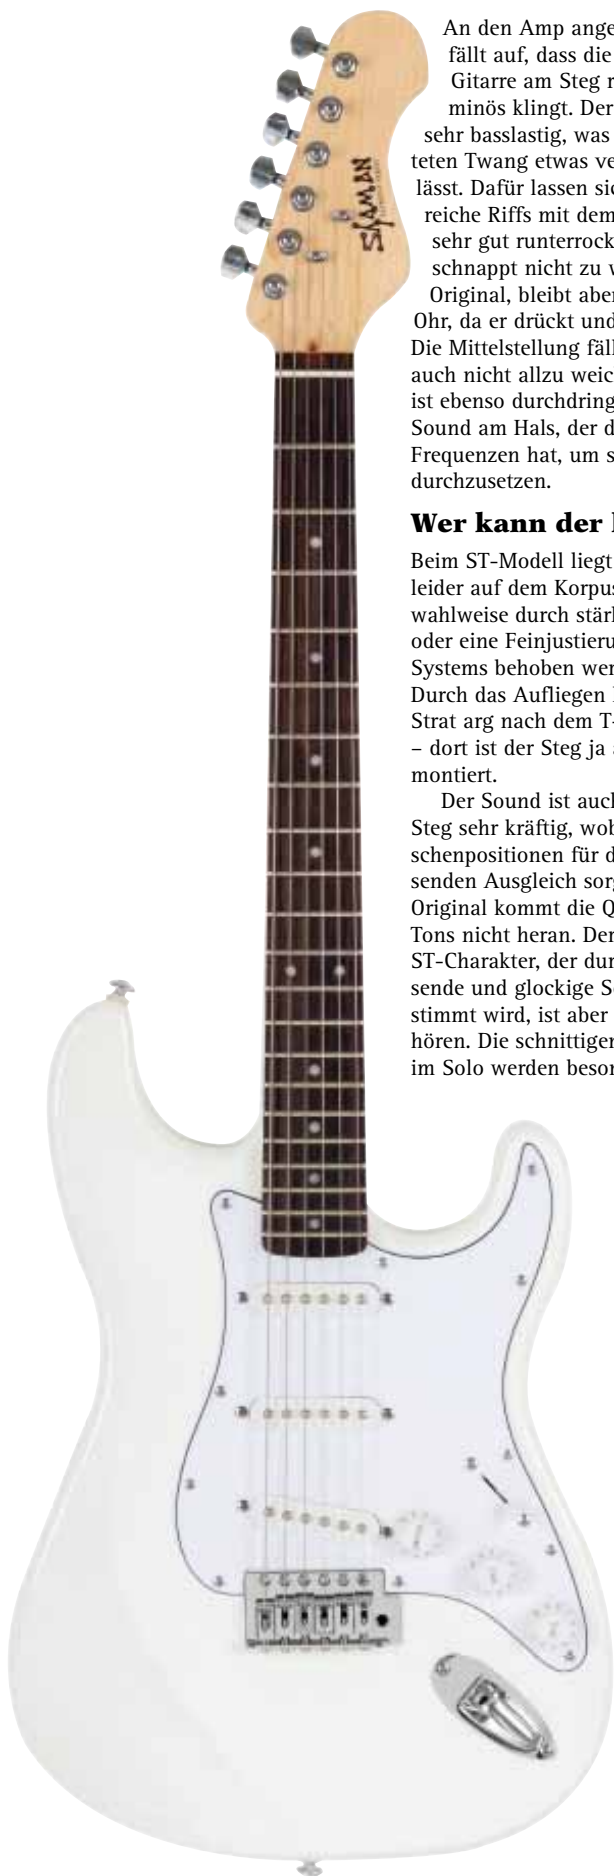 SHAMAN
An den Amp ange
fällt auf, dass die
Gitarre am Steg r
minös klingt. Der
sehr basslastig, was
teten Twang etwas ve
lässt. Dafür lassen sic
reiche Riffs mit dem
sehr gut runterrock
schnappt nicht zu v
Original, bleibt aber
Ohr, da er drückt und
Die Mittelstellung fäl
auch nicht allzu weic
ist ebenso durchdring
Sound am Hals, der d
Frequenzen hat, um s
durchzusetzen.
Wer kann der
Beim ST-Modell liegt
leider auf dem Korpus
wahlweise durch stärk
oder eine Feinjustieru
Systems behoben wer
Durch das Aufliegen
Strat arg nach dem T-
– dort ist der Steg ja a
montiert.
Der Sound ist auch
Steg sehr kräftig, wob
schenpositionen für d
senden Ausgleich sorg
Original kommt die Q
Tons nicht heran. Der
ST-Charakter, der dur
sende und glockige So
stimmt wird, ist aber
hören. Die schnittiger
im Solo werden besor